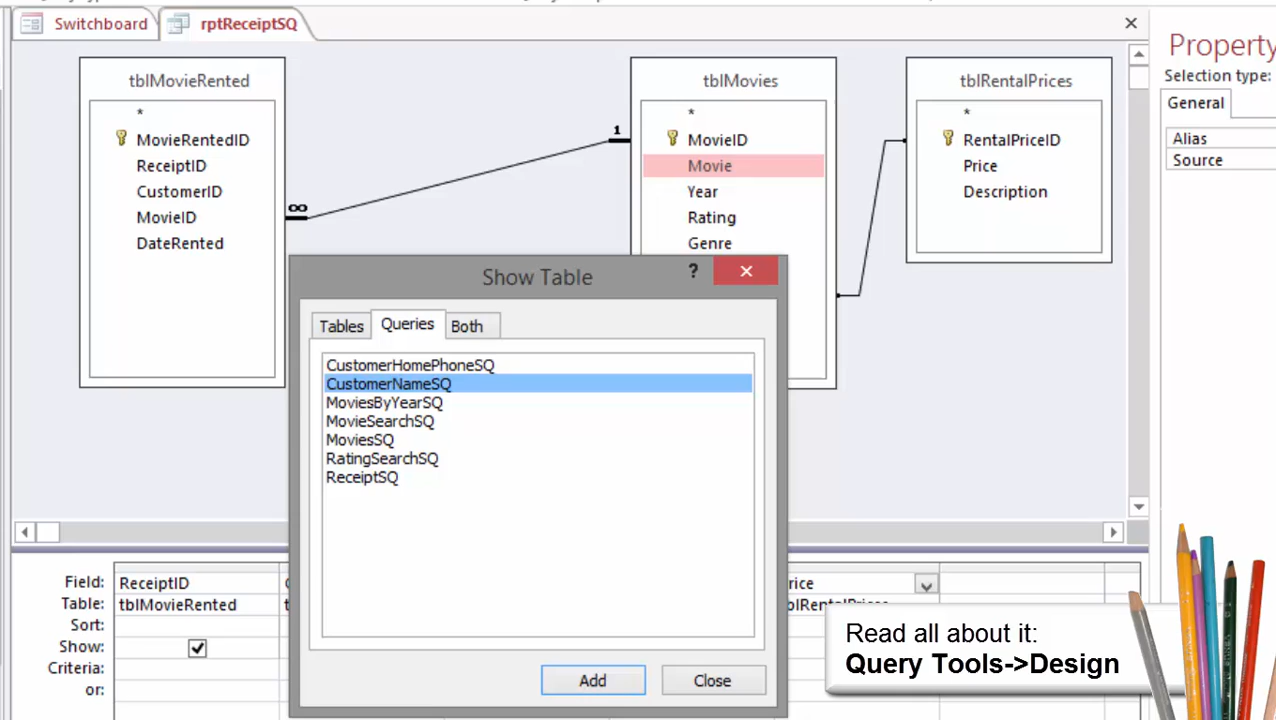 Switchboard
rptReceiptSQ
tblMovieRented
*
MovieRentedID
ReceiptID
CustomerID
MovieID
DateRented
∞
1
tblMovies
*
MovieID
Movie
Year
Rating
Genre
tblRentalPrices
*
RentalPriceID
Price
Description
Property
Selection type:
General
Alias
Source
Show Table
?
Tables
Queries
Both
CustomerHomePhoneSQ
CustomerNameSQ
MoviesByYearSQ
MovieSearchSQ
MoviesSQ
RatingSearchSQ
ReceiptSQ
Add
Close
Field:
ReceiptID
rice
Table:
tblMovieRented
Sort:
Show:
Criteria:
or:
Read all about it:
Query Tools->Design